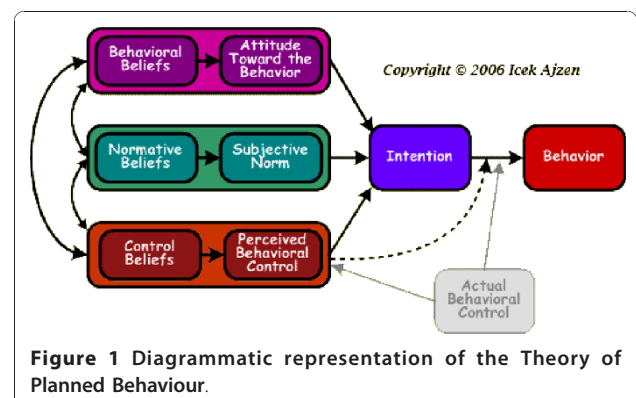 Behavioral
Beliefs
Attitude
Toward the
Behavior
Copyright © 2006 Icek Ajzen
Normative
Beliefs
Subjective
Norm
Intention
Behavior
Control
Beliefs
Perceived
Behavioral
Control
Actual
Behavioral
Control
Figure 1 Diagrammatic representation of the Theory of
Planned Behaviour.